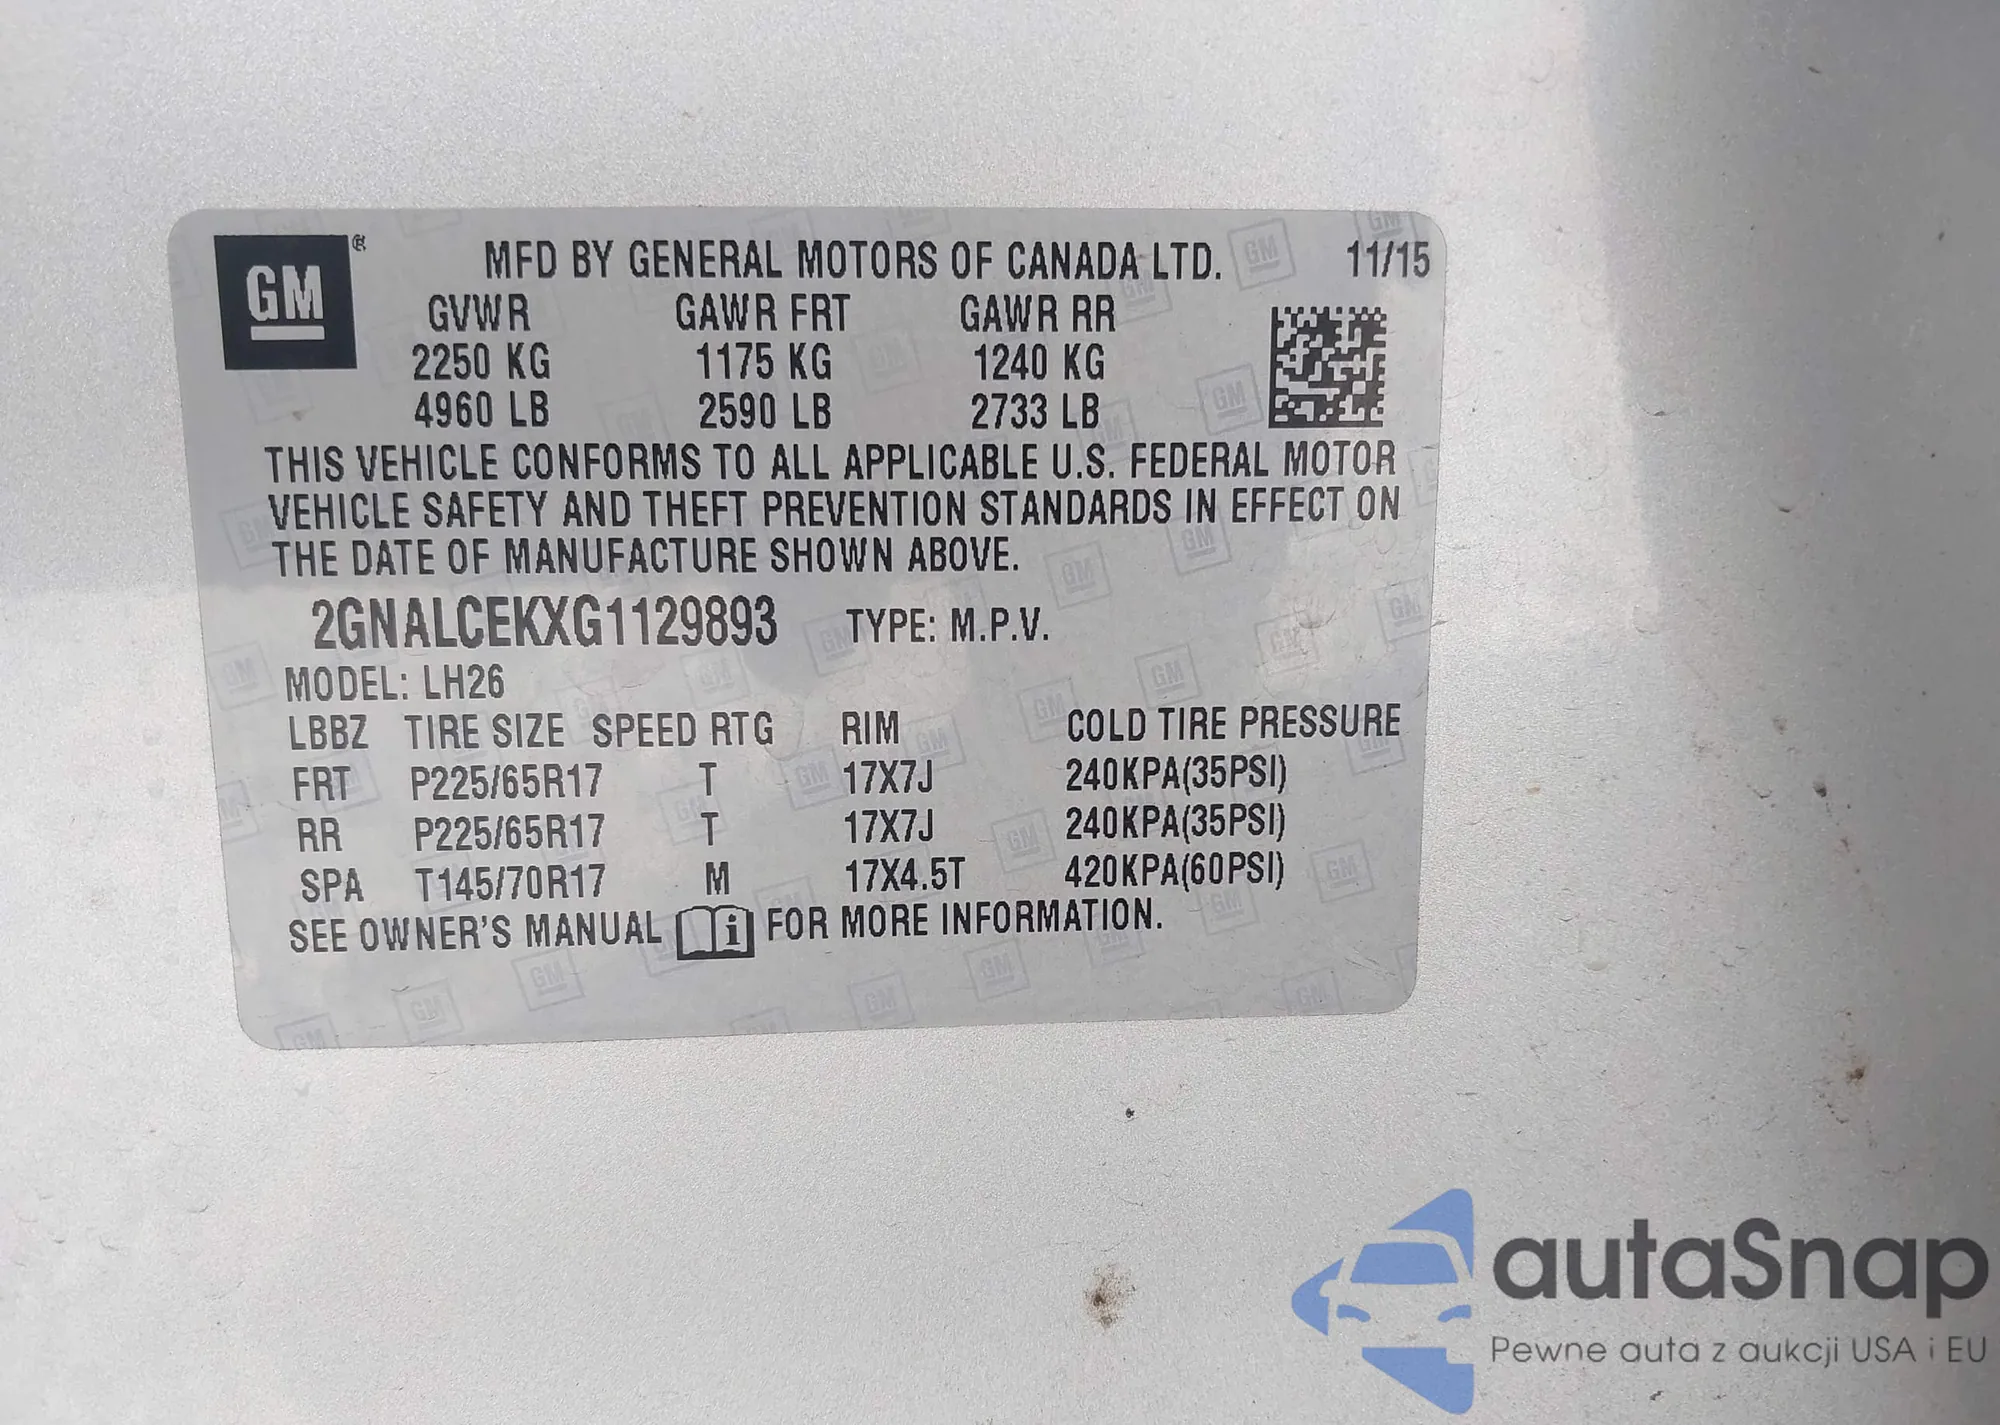 GM ®
MFD BY GENERAL MOTORS OF CANADA LTD. 11/15
GVWR GAWR FRT GAWR RR
2250 KG 1175 KG 1240 KG
4960 LB 2590 LB 2733 LB
THIS VEHICLE CONFORMS TO ALL APPLICABLE U.S. FEDERAL MOTOR
VEHICLE SAFETY AND THEFT PREVENTION STANDARDS IN EFFECT ON
THE DATE OF MANUFACTURE SHOWN ABOVE.
2GNALCEKXG1129893 TYPE: M.P.V.
MODEL: LH26
LBBZ TIRE SIZE SPEED RTG RIM COLD TIRE PRESSURE
FRT P225/65R17 T 17X7J 240KPA(35PSI)
RR P225/65R17 T 17X7J 240KPA(35PSI)
SPA T145/70R17 M 17X4.5T 420KPA(60PSI)
SEE OWNER'S MANUAL i FOR MORE INFORMATION.
autaSnap
Pewne auta z aukcji USA i EU